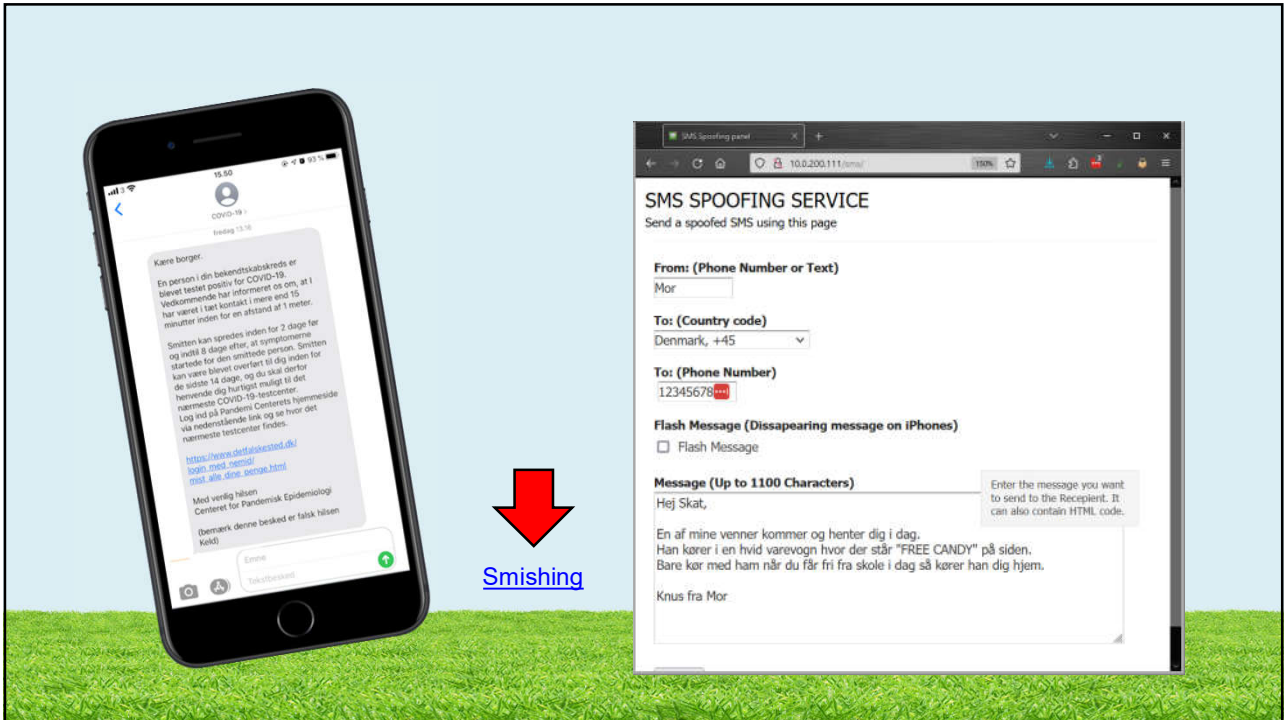 15.50
93 %
COVID-19
fredag 13.16
Kære borger.
En person i din bekendtskabskreds er
blevet testet positiv for COVID-19.
Vedkommende har informeret os om, at I
har været i tæt kontakt i mere end 15
minutter inden for en afstand af 1 meter.
Smitten kan spredes inden for 2 dage før
og indtil 8 dage efter, at symptomerne
startede for den smittede person. Smitten
kan være blevet overført til dig inden for
de sidste 14 dage, og du skal derfor
henvende dig hurtigst muligt til det
nærmeste COVID-19-testcenter.
Log ind på Pandemi Centerets hjemmeside
via nedenstående link og se hvor det
nærmeste testcenter findes.
https://www.detfalskested.dk/
login_med_nemid/
mist_alle_dine_penge.html
Med venlig hilsen
Centeret for Pandemisk Epidemiologi
(bemærk denne besked er falsk hilsen
Keld)
Emne
Tekstbesked
Smishing
SMS Spoofing panel
10.0.200.111/sms/
150%
SMS SPOOFING SERVICE
Send a spoofed SMS using this page
From: (Phone Number or Text)
Mor
To: (Country code)
Denmark, +45
To: (Phone Number)
12345678
Flash Message (Dissapearing message on iPhones)
Flash Message
Message (Up to 1100 Characters)
Enter the message you want
to send to the Recepient. It
can also contain HTML code.
Hej Skat,
En af mine venner kommer og henter dig i dag.
Han kører i en hvid varevogn hvor der står "FREE CANDY" på siden.
Bare kør med ham når du får fri fra skole i dag så kører han dig hjem.
Knus fra Mor